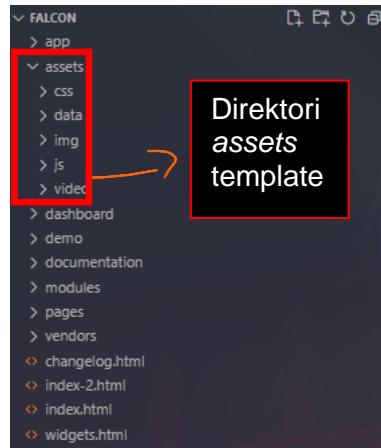 FALCON
app
assets
css
data
img
js
video
Direktori
assets
template
dashboard
demo
documentation
modules
pages
vendors
changelog.html
index-2.html
index.html
widgets.html